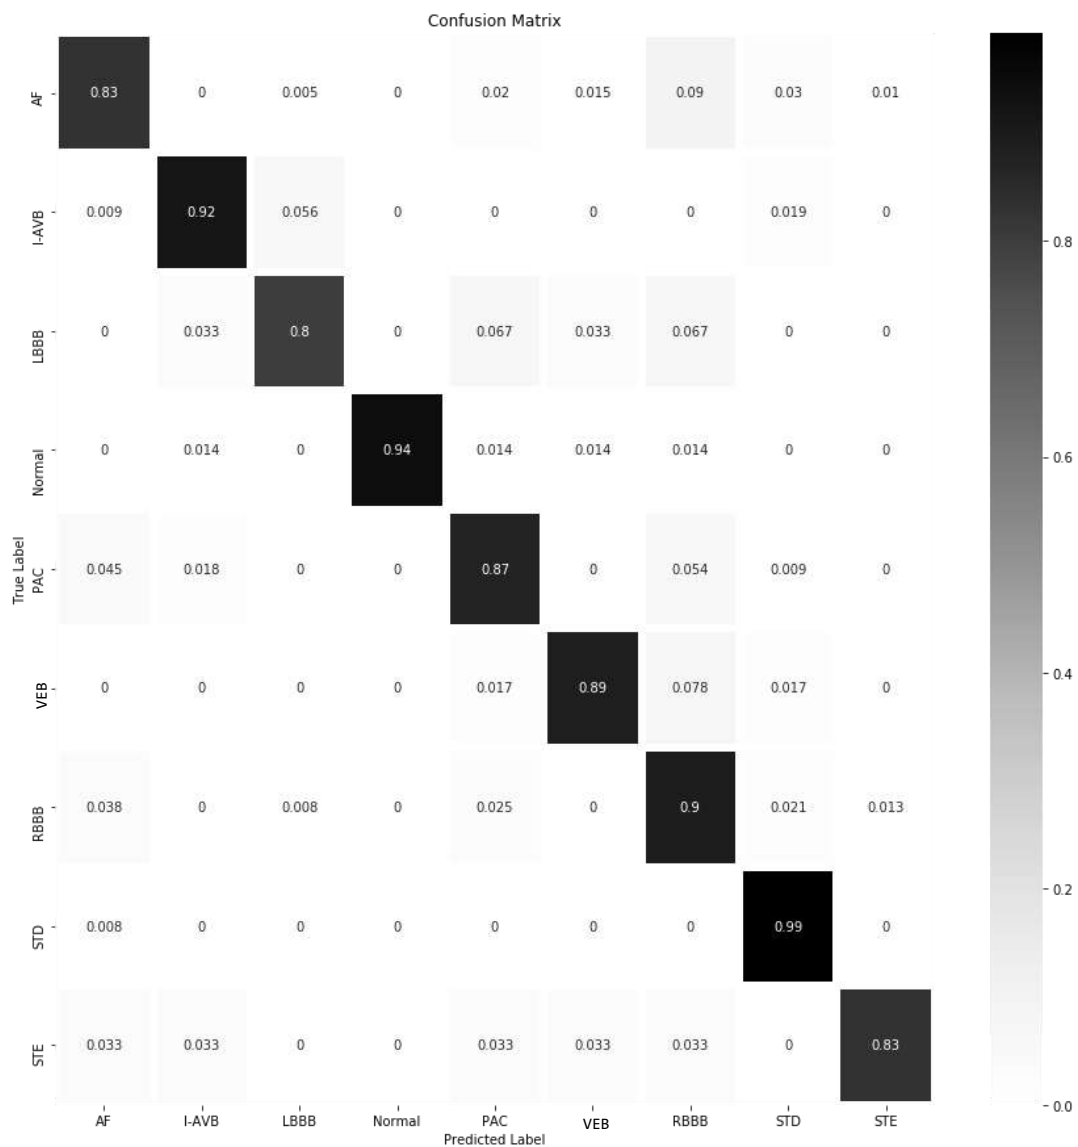 Confusion Matrix
AF 0.83 0 0.005 0 0.02 0.015 0.09 0.03 0.01
I-AVB 0.009 0.92 0.056 0 0 0 0 0.019 0
0.8
LBBB 0 0.033 0.8 0 0.067 0.033 0.067 0 0
0.6
Normal 0 0.014 0 0.94 0.014 0.014 0.014 0 0
True Label
PAC 0.045 0.018 0 0 0.87 0 0.054 0.009 0
0.4
VEB 0 0 0 0 0.017 0.89 0.078 0.017 0
RBBB 0.038 0 0.008 0 0.025 0 0.9 0.021 0.013
0.2
STD 0.008 0 0 0 0 0 0 0.99 0
STE 0.033 0.033 0 0 0.033 0.033 0.033 0 0.83
0.0
AF I-AVB LBBB Normal PAC VEB RBBB STD STE
Predicted Label